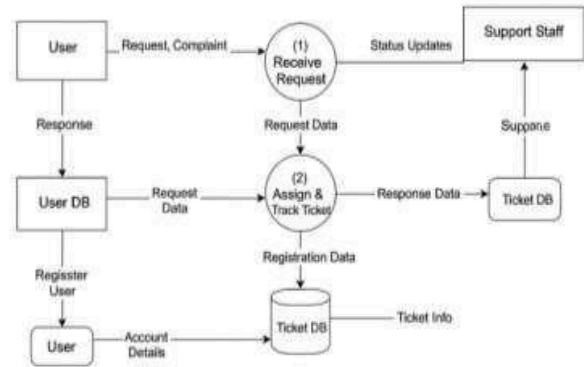 User
Request, Complaint
(1)
Receive
Request
Status Updates
Support Staff
Response
Request Data
Suppane
User DB
Request
Data
(2)
Assign &
Track Ticket
Response Data
Ticket DB
Regisster
User
Registration Data
User
Account
Details
Ticket DB
Ticket Info